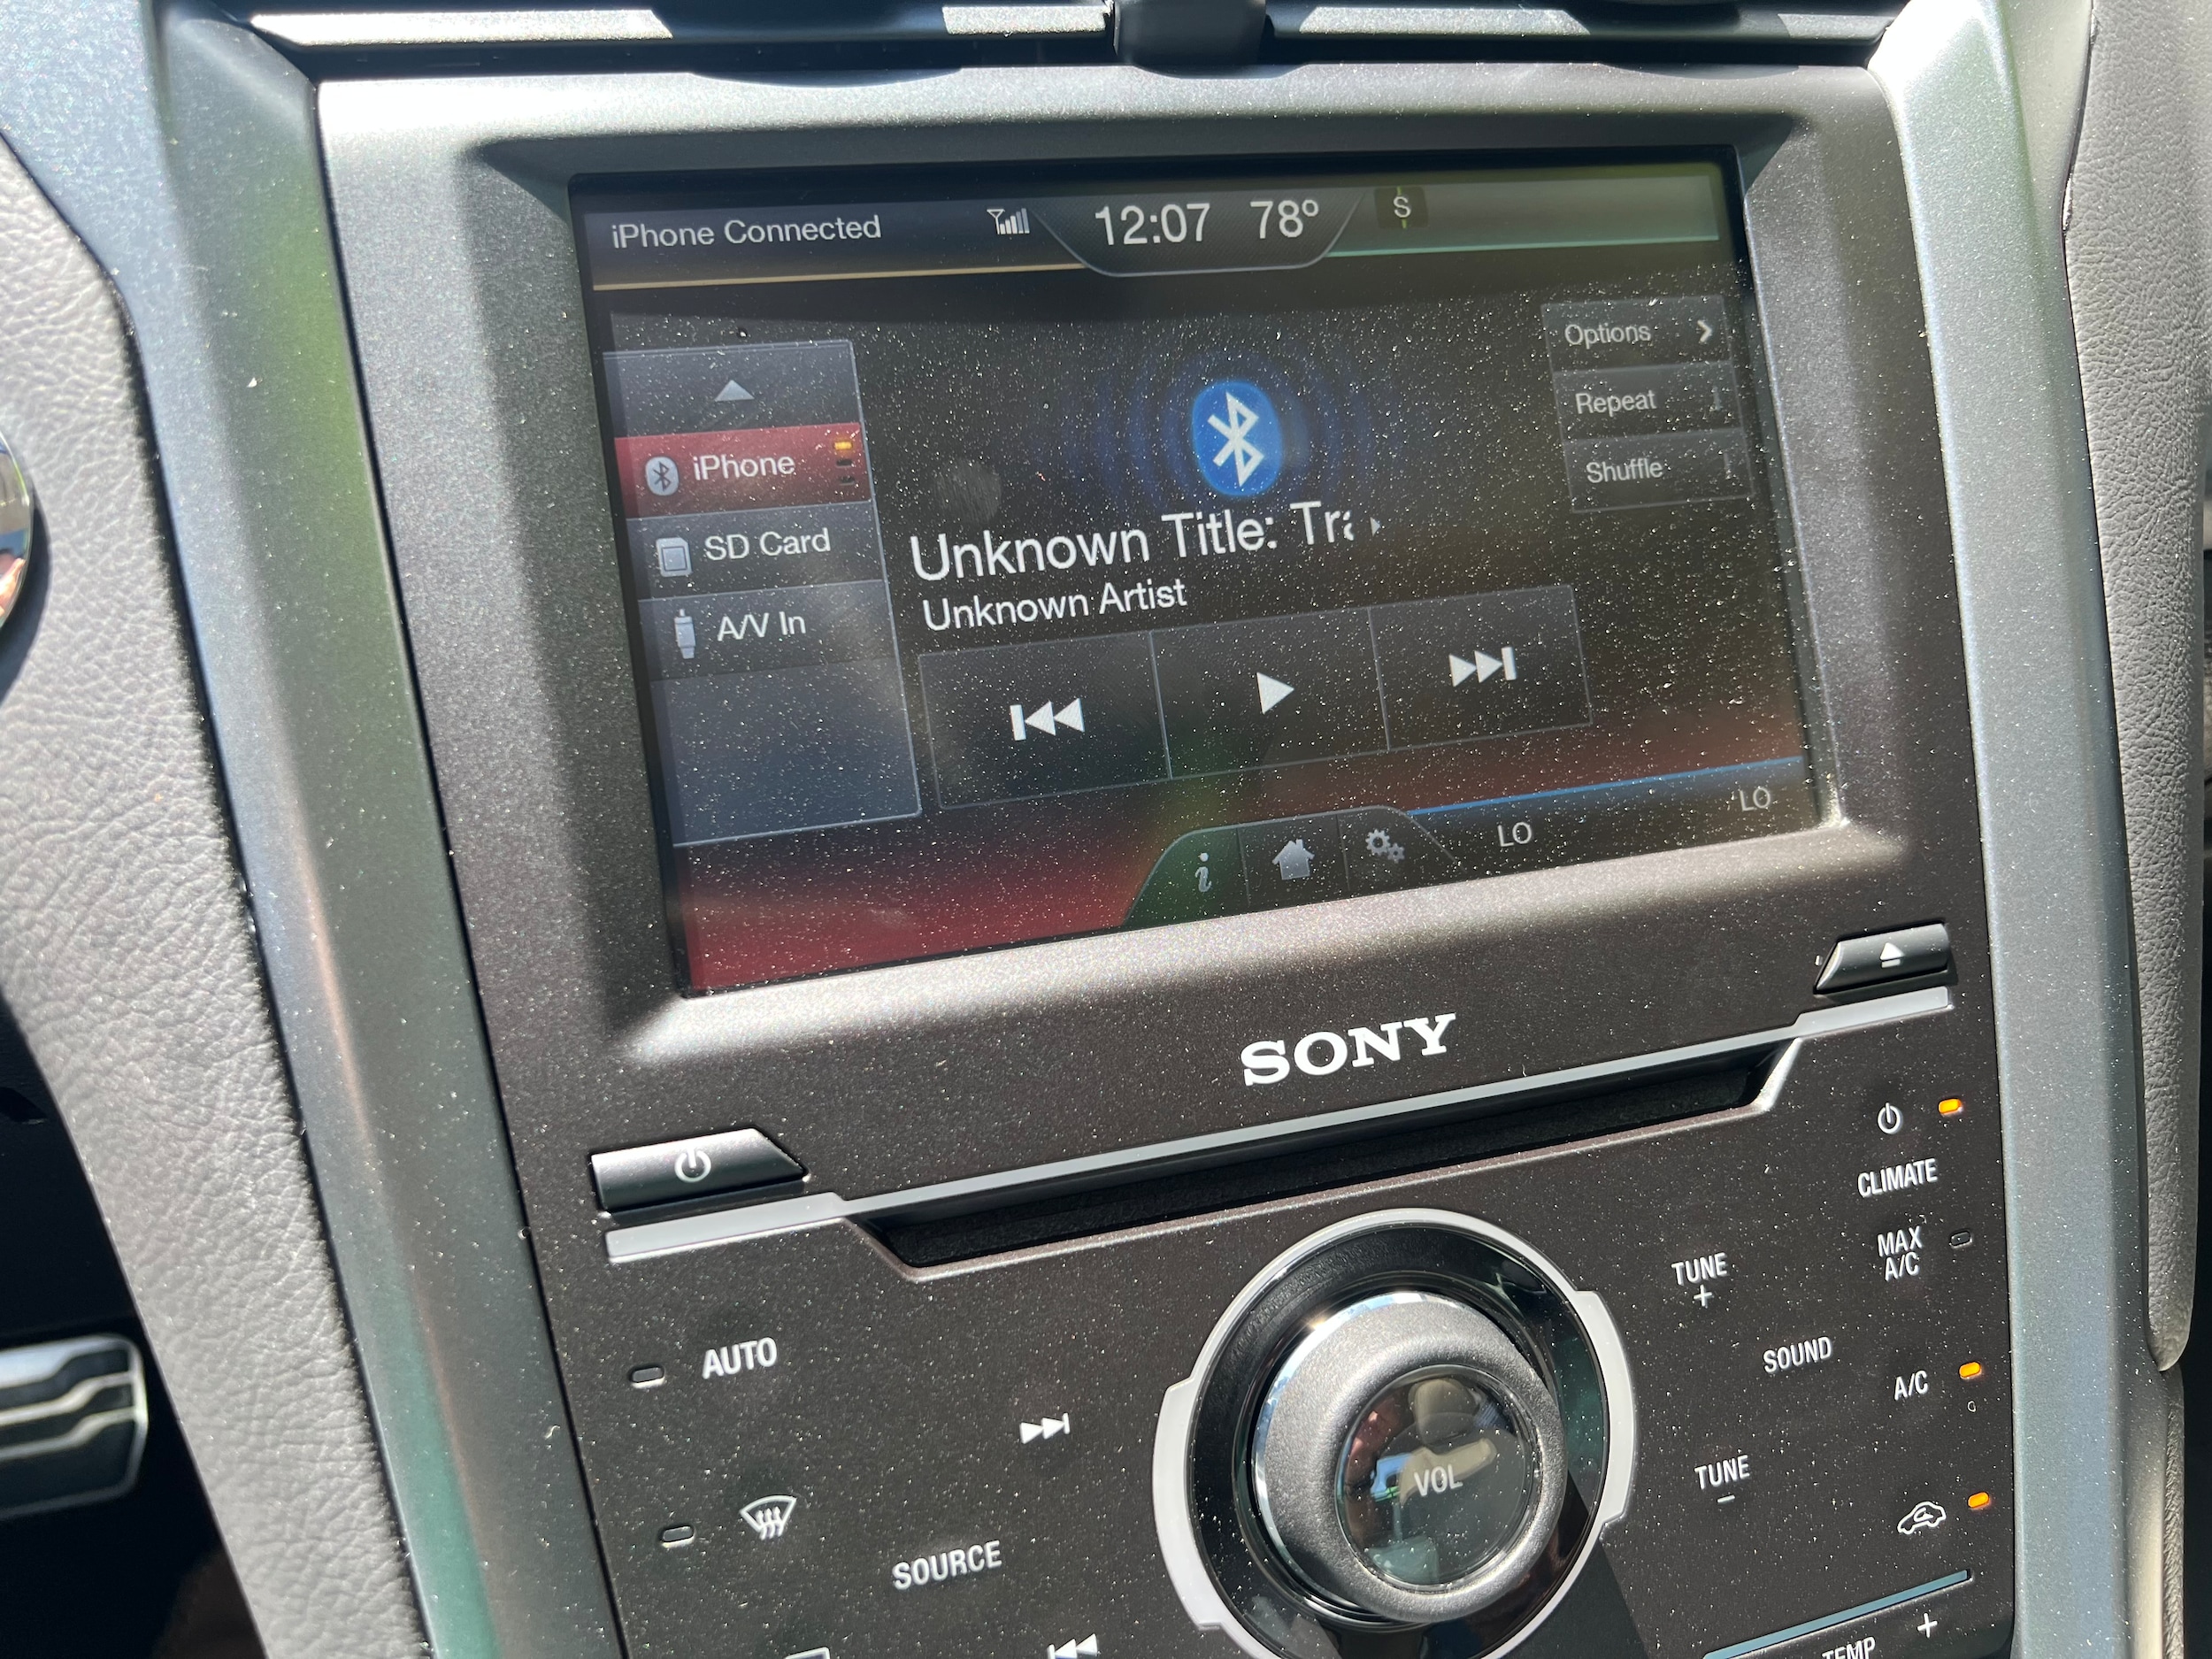 iPhone Connected
12:07 78°
S
Options
iPhone
Repeat
Shuffle
SD Card
Unknown Title: Tra
Unknown Artist
A/V In
LO
LO
SONY
CLIMATE
MAX
A/C
TUNE
+
AUTO
SOUND
A/C
VOL
TUNE
–
SOURCE
TEMP +